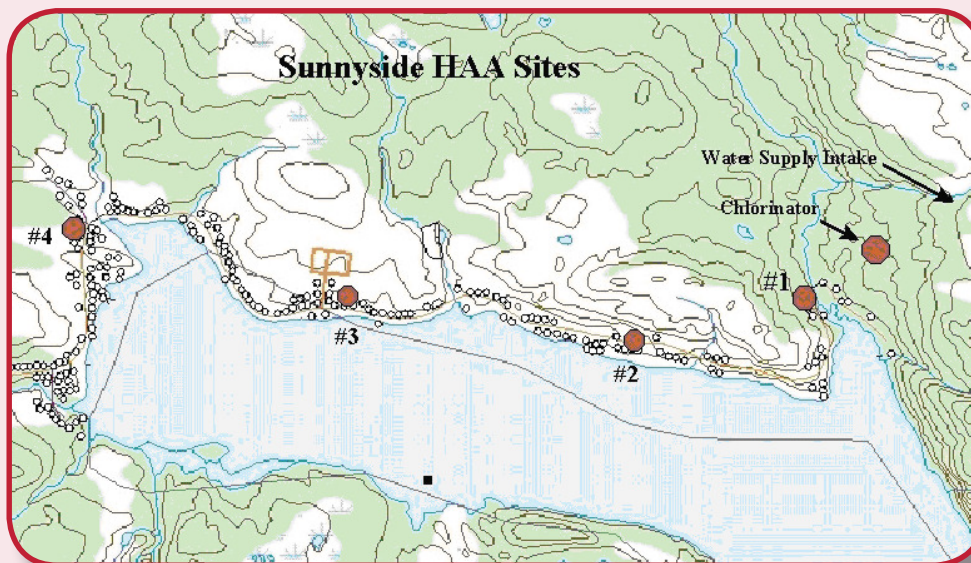 Sunnyside HAA Sites
Water Supply Intake
Chlorinator
#4
#1
#3
#2